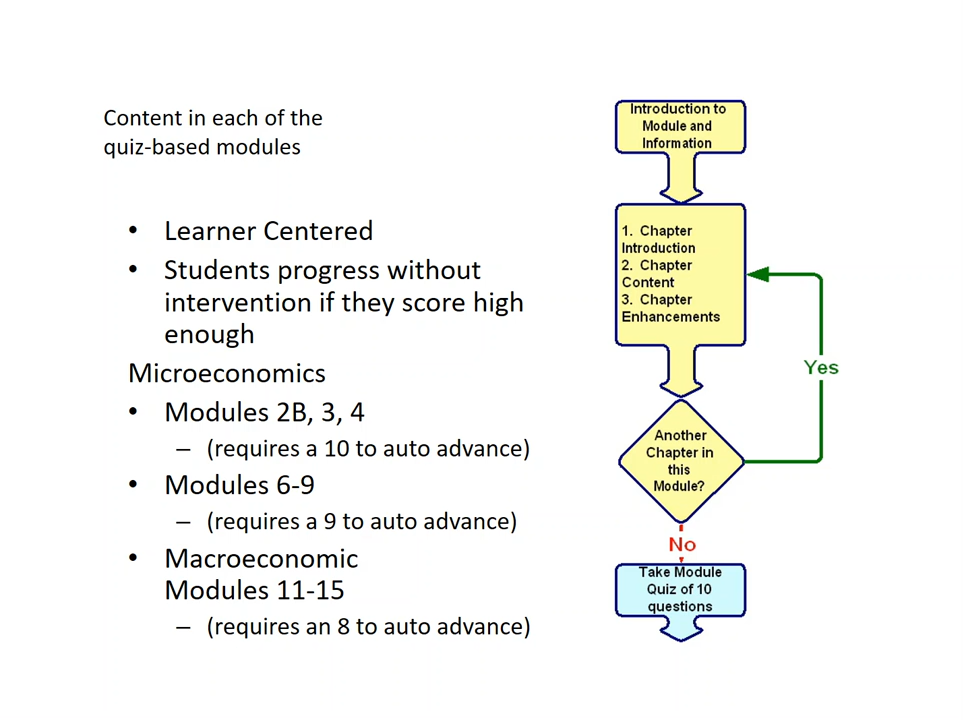 Content in each of the
quiz-based modules
• Learner Centered
• Students progress without
intervention if they score high
enough
Microeconomics
• Modules 2B, 3, 4
– (requires a 10 to auto advance)
• Modules 6-9
– (requires a 9 to auto advance)
• Macroeconomic
Modules 11-15
– (requires an 8 to auto advance)
Introduction to
Module and
Information
1. Chapter
Introduction
2. Chapter
Content
3. Chapter
Enhancements
Yes
Another
Chapter in
this
Module?
No
Take Module
Quiz of 10
questions